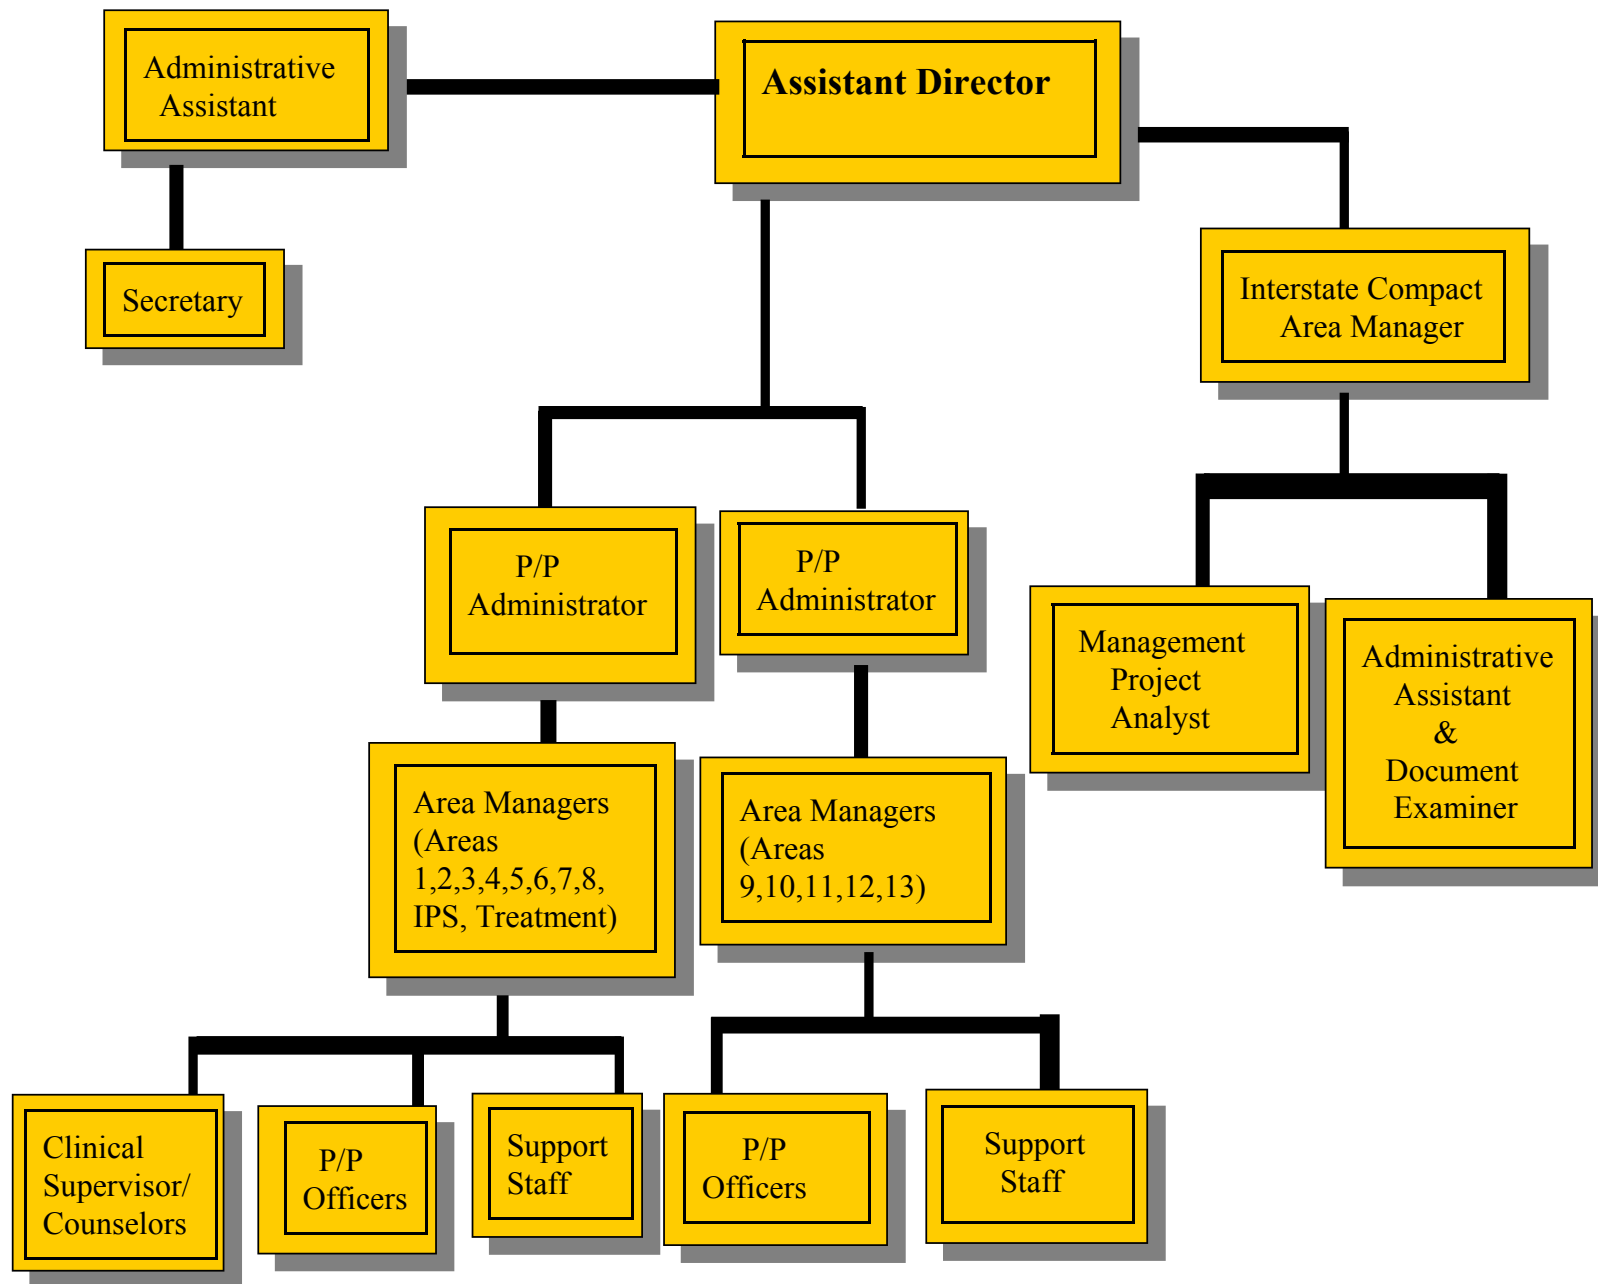 Administrative
Assistant
Assistant Director
Secretary
Interstate Compact
Area Manager
P/P
Administrator
P/P
Administrator
Management
Project
Analyst
Administrative
Assistant
&
Document
Examiner
Area Managers
(Areas
1,2,3,4,5,6,7,8,
IPS, Treatment)
Area Managers
(Areas
9,10,11,12,13)
Clinical
Supervisor/
Counselors
P/P
Officers
Support
Staff
P/P
Officers
Support
Staff